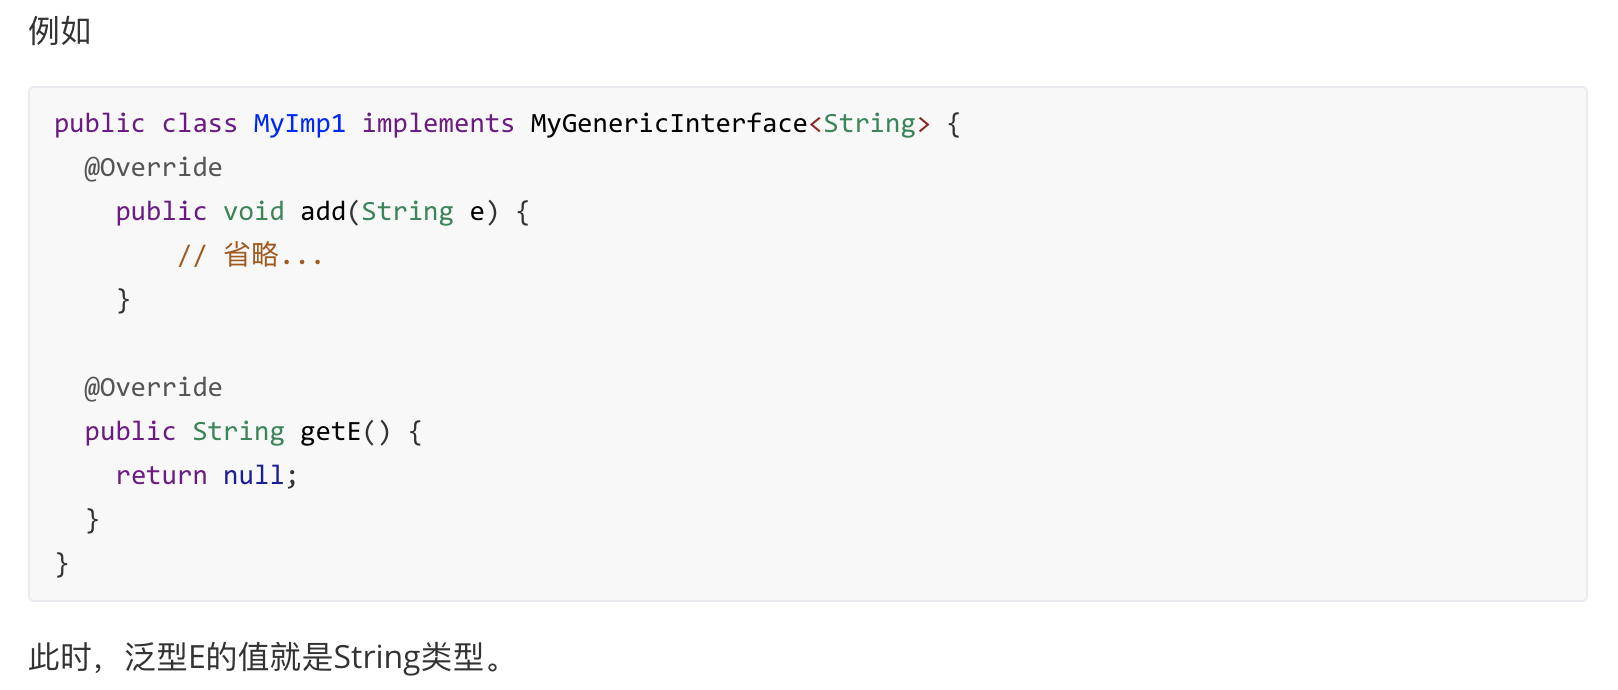 例如
public class MyImp1 implements MyGenericInterface<String> {
  @Override
    public void add(String e) {
        // 省略...
    }

  @Override
  public String getE() {
    return null;
  }
}
此时，泛型E的值就是String类型。